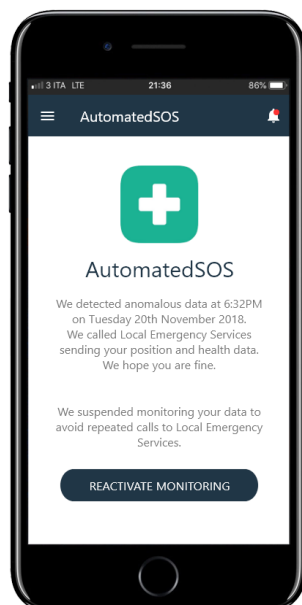 3 ITA LTE 21:36 86%
AutomatedSOS
AutomatedSOS
We detected anomalous data at 6:32PM
on Tuesday 20th November 2018.
We called Local Emergency Services
sending your position and health data.
We hope you are fine.
We suspended monitoring your data to
avoid repeated calls to Local Emergency
Services.
REACTIVATE MONITORING